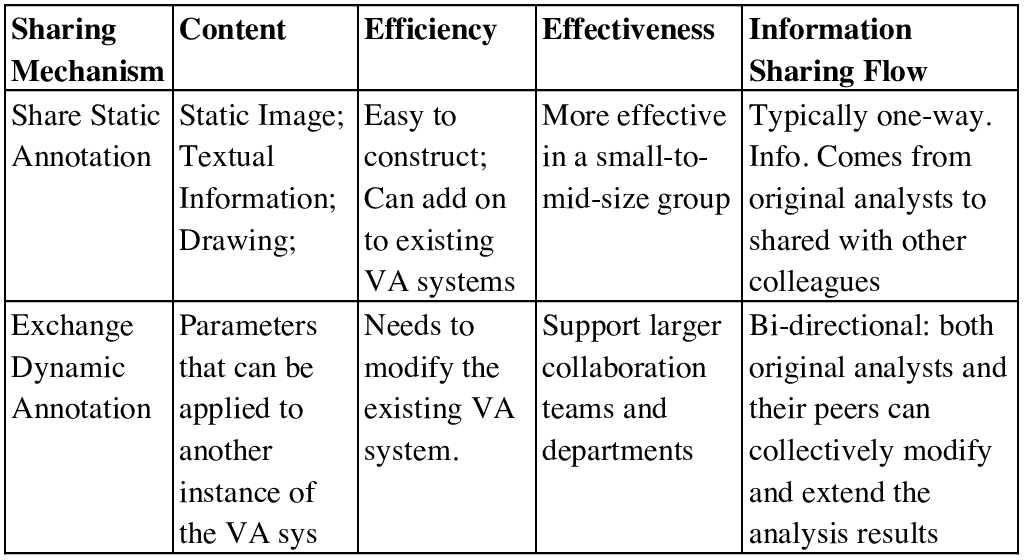 Sharing Mechanism
Content
Efficiency
Effectiveness
Information Sharing Flow
Share Static
Annotation
Static Image;
Textual
Information;
Drawing;
Easy to
construct;
Can add on
to existing
VA systems
More effective
in a small-to-
mid-size group
Typically one-way.
Info. Comes from
original analysts to
shared with other
colleagues
Exchange
Dynamic
Annotation
Parameters
that can be
applied to
another
instance of
the VA sys
Needs to
modify the
existing VA
system.
Support larger
collaboration
teams and
departments
Bi-directional: both
original analysts and
their peers can
collectively modify
and extend the
analysis results